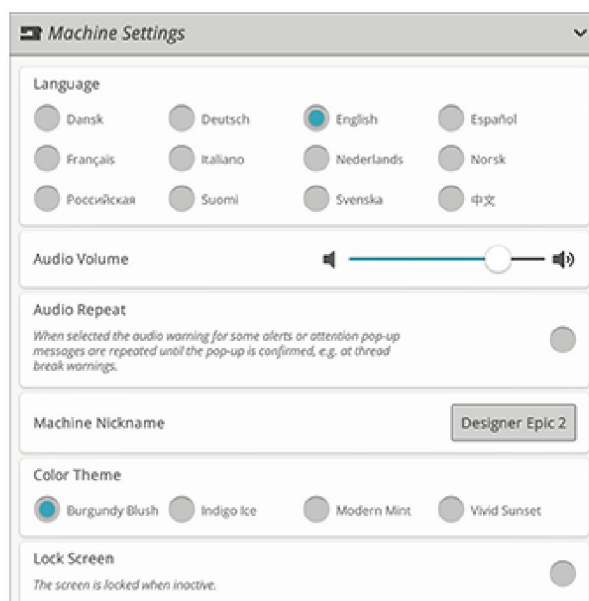 Machine Settings
Language
Dansk Deutsch English Español
Français Italiano Nederlands Norsk
Российская Suomi Svenska 中文
Audio Volume
Audio Repeat
When selected the audio warning for some alerts or attention pop-up
messages are repeated until the pop-up is confirmed, e.g. at thread
break warnings.
Machine Nickname Designer Epic 2
Color Theme
Burgundy Blush Indigo Ice Modern Mint Vivid Sunset
Lock Screen
The screen is locked when inactive.